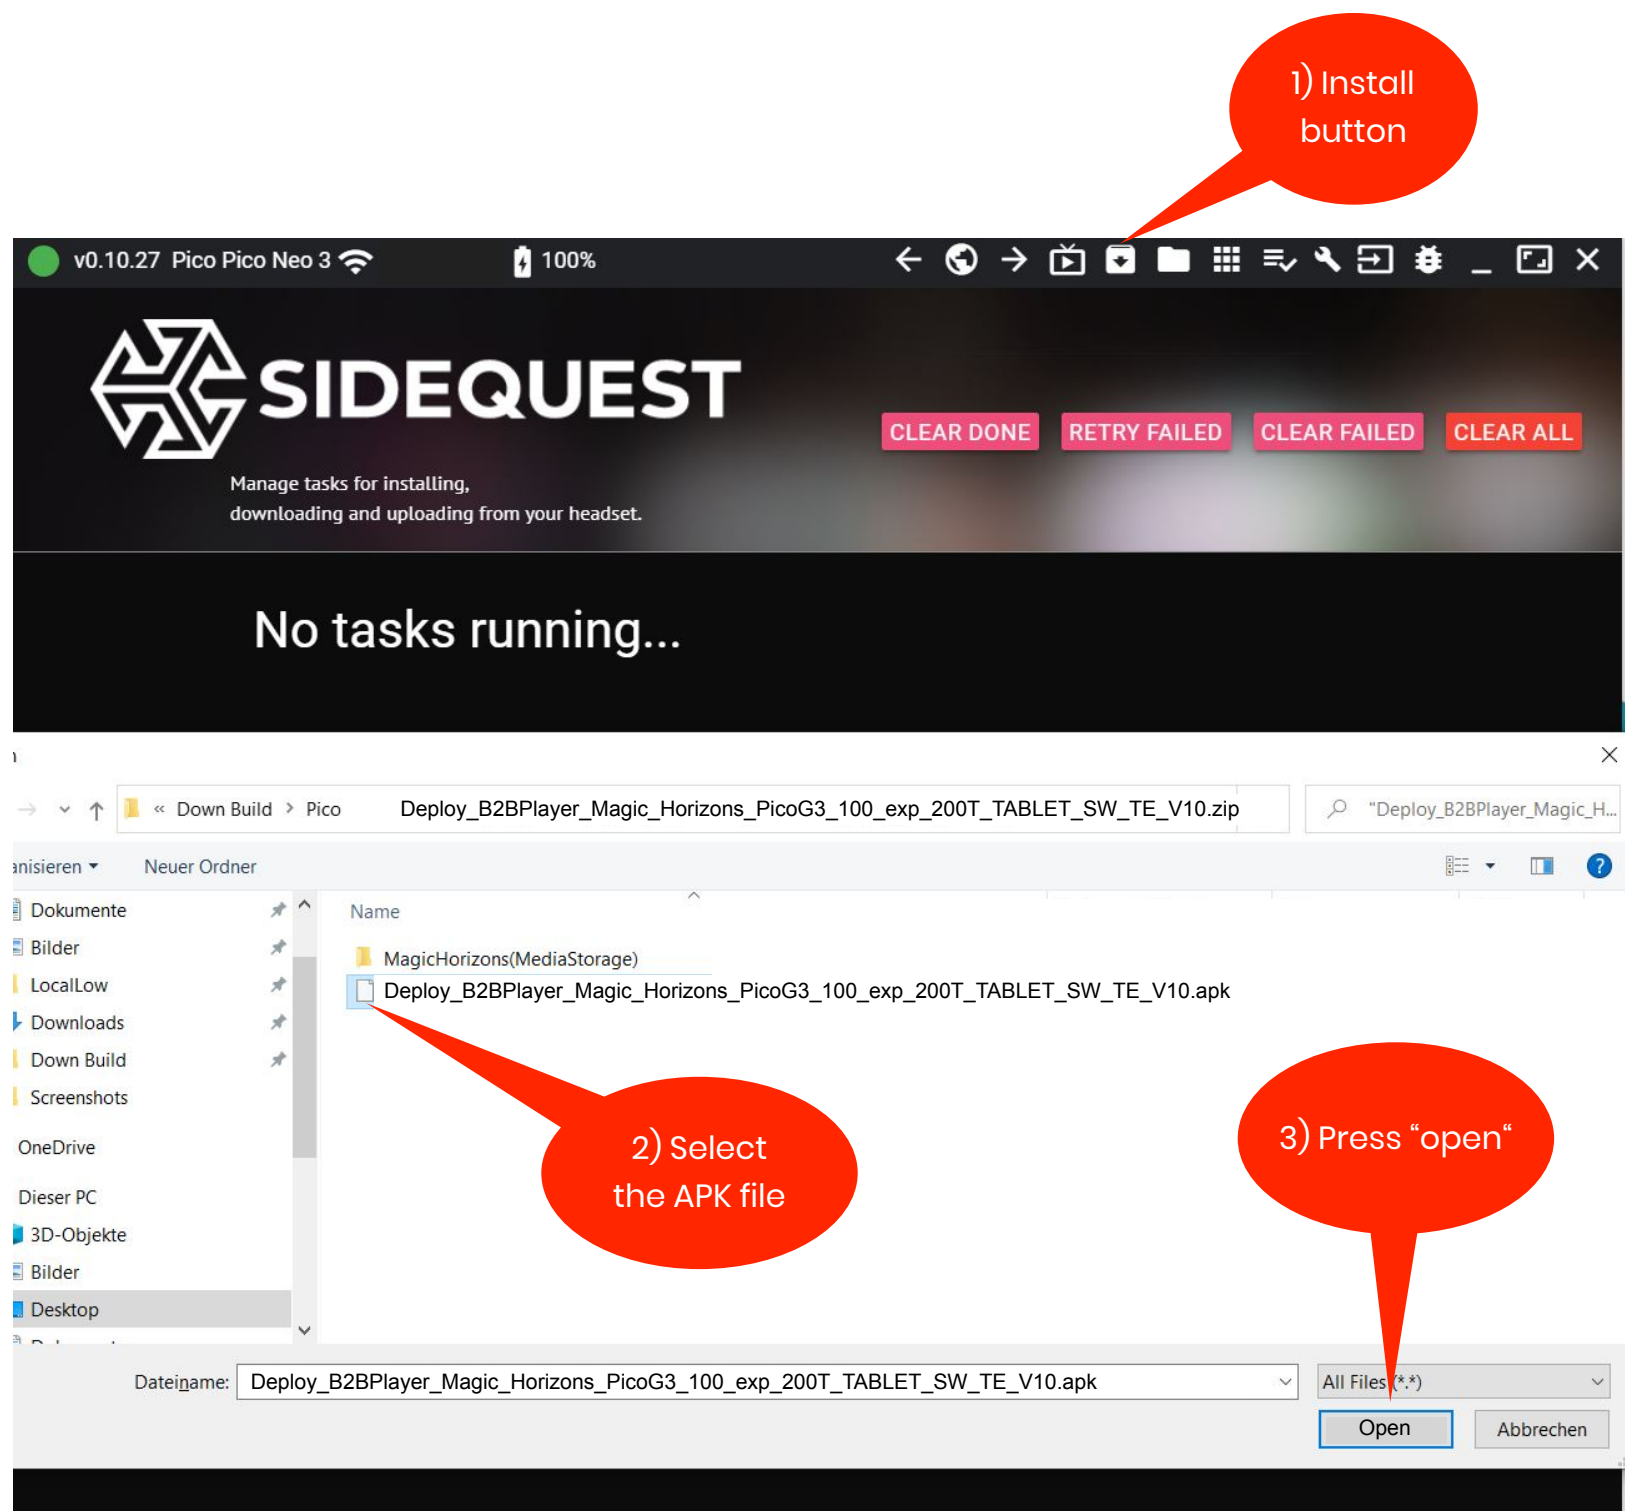 1) Install
button
v0.10.27 Pico Pico Neo 3
100%
SIDEQUEST
CLEAR DONE
RETRY FAILED
CLEAR FAILED
CLEAR ALL
Manage tasks for installing,
downloading and uploading from your headset.
No tasks running...
« Down Build > Pico
Deploy_B2BPlayer_Magic_Horizons_PicoG3_100_exp_200T_TABLET_SW_TE_V10.zip
"Deploy_B2BPlayer_Magic_H...
anisieren
Neuer Ordner
Dokumente
Bilder
LocalLow
Downloads
Down Build
Screenshots
OneDrive
Dieser PC
3D-Objekte
Bilder
Desktop
Name
MagicHorizons(MediaStorage)
Deploy_B2BPlayer_Magic_Horizons_PicoG3_100_exp_200T_TABLET_SW_TE_V10.apk
2) Select
the APK file
3) Press “open“
Dateiname:
Deploy_B2BPlayer_Magic_Horizons_PicoG3_100_exp_200T_TABLET_SW_TE_V10.apk
All Files (*.*)
Open
Abbrechen